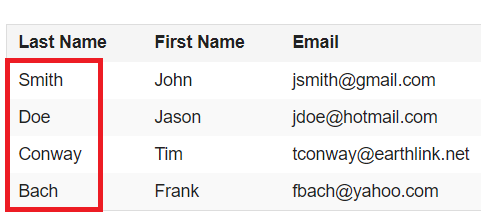 Last Name First Name Email
Smith John jsmith@gmail.com
Doe Jason jdoe@hotmail.com
Conway Tim tconway@earthlink.net
Bach Frank fbach@yahoo.com